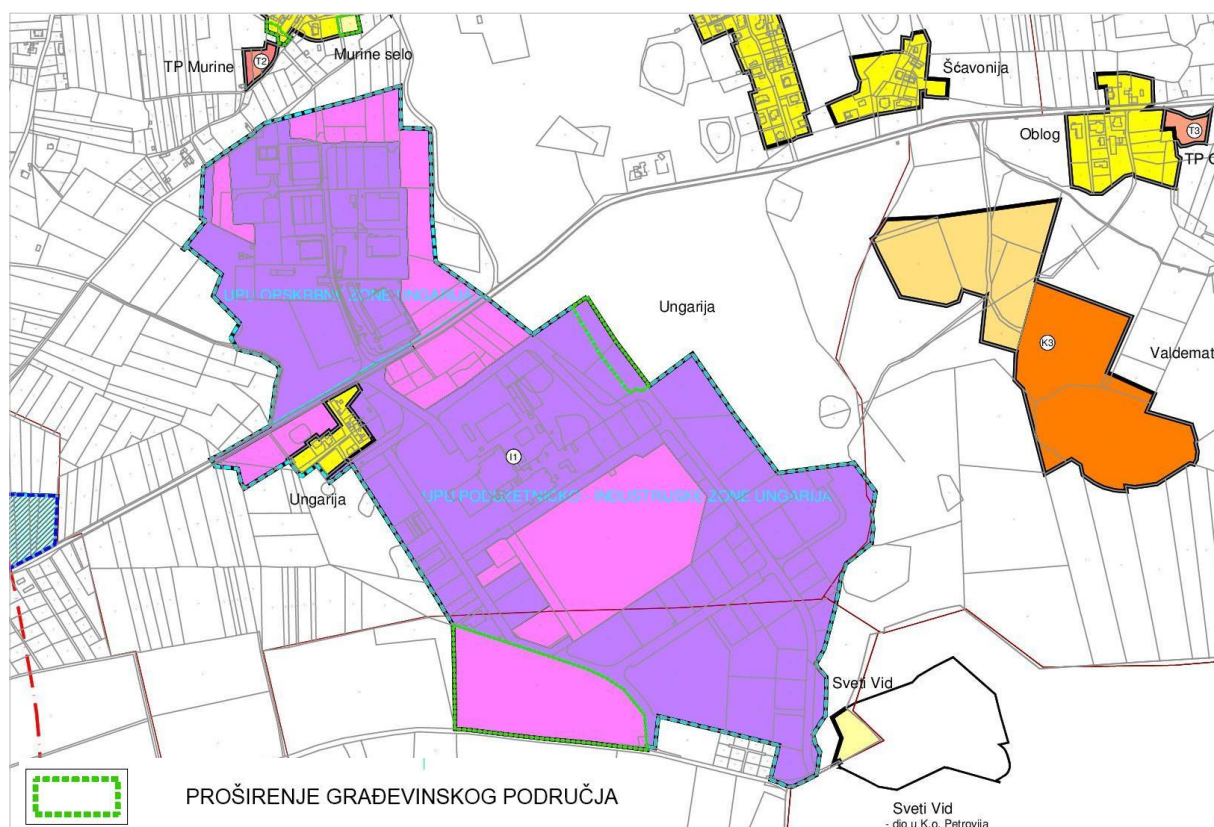 Murine selo
T2
TP Murine
Šćavonija
Oblog
T3
TP
Ungarija
UPU OPSKRBNE ZONE UNGARIJA
K3
Valdemat
I1
Ungarija
UPU PODUZETNIČKO - INDUSTRIJSKE ZONE UNGARIJA
Sveti Vid
PROŠIRENJE GRAĐEVINSKOG PODRUČJA
Sveti Vid
- dio u K.o. Petrovija